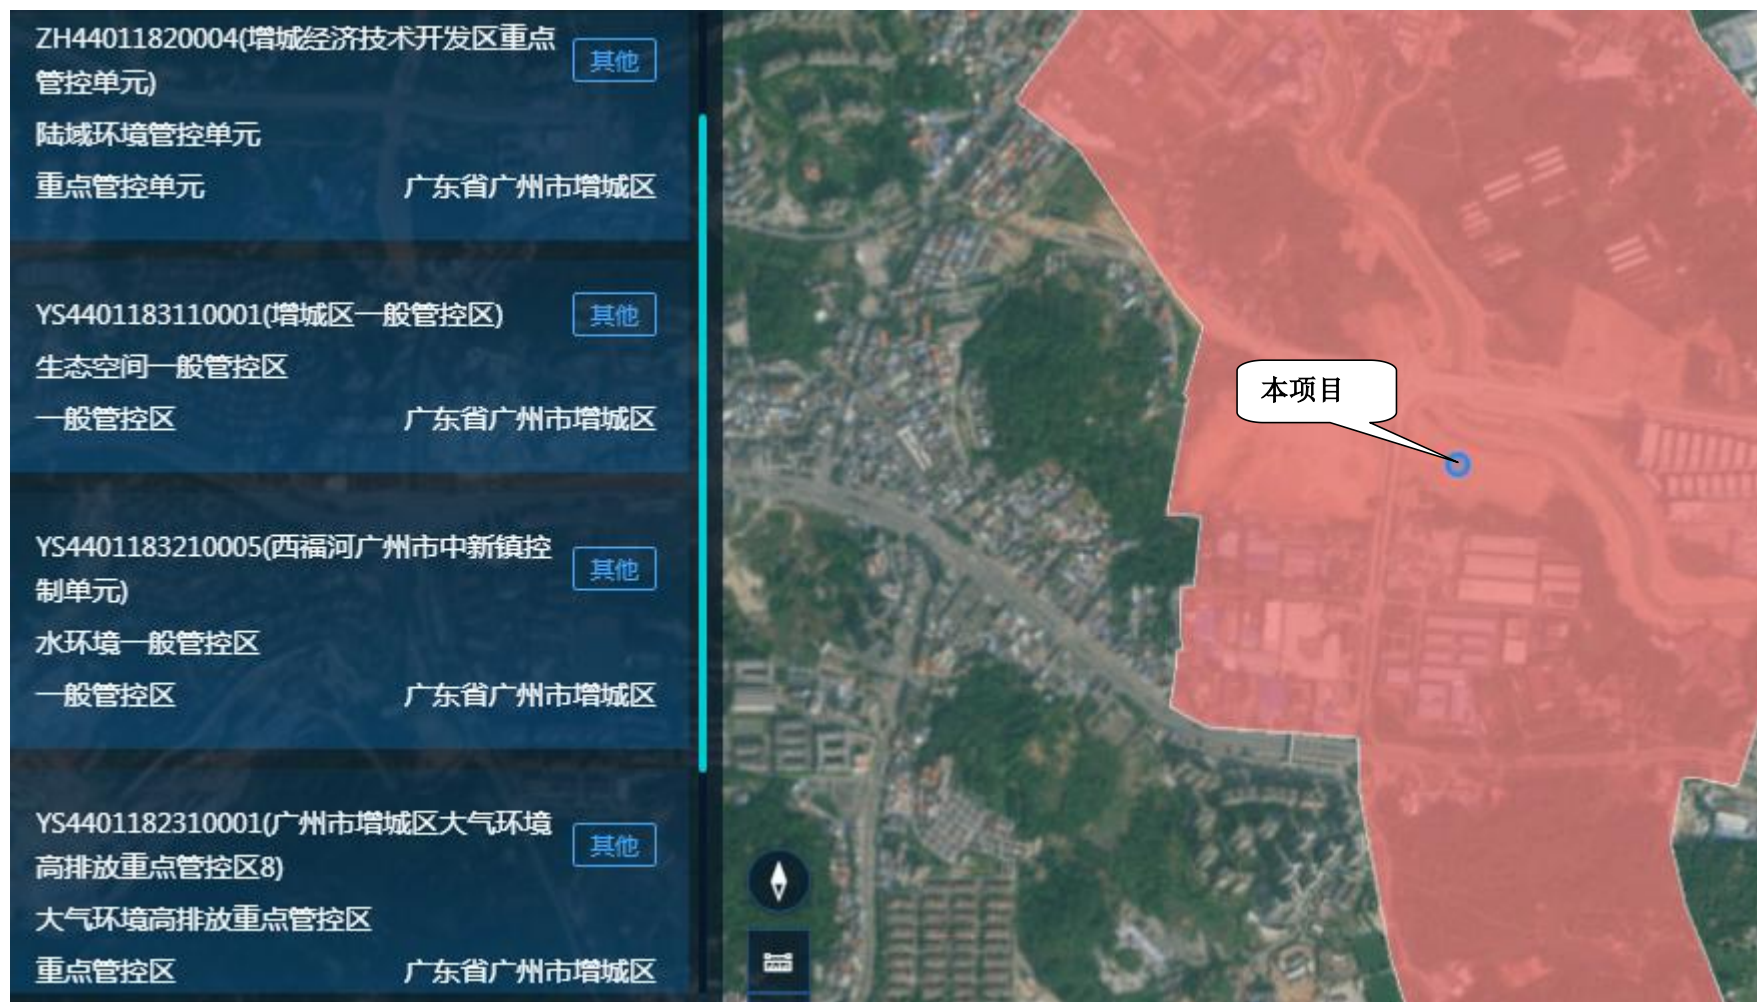 ZH44011820004(增城经济技术开发区重点
管控单元)
其他
陆域环境管控单元
重点管控单元 广东省广州市增城区
YS4401183110001(增城区一般管控区)
其他
生态空间一般管控区
一般管控区 广东省广州市增城区
YS4401183210005(西福河广州市中新镇控
制单元)
其他
水环境一般管控区
一般管控区 广东省广州市增城区
YS4401182310001(广州市增城区大气环境
高排放重点管控区8)
其他
大气环境高排放重点管控区
重点管控区 广东省广州市增城区
本项目